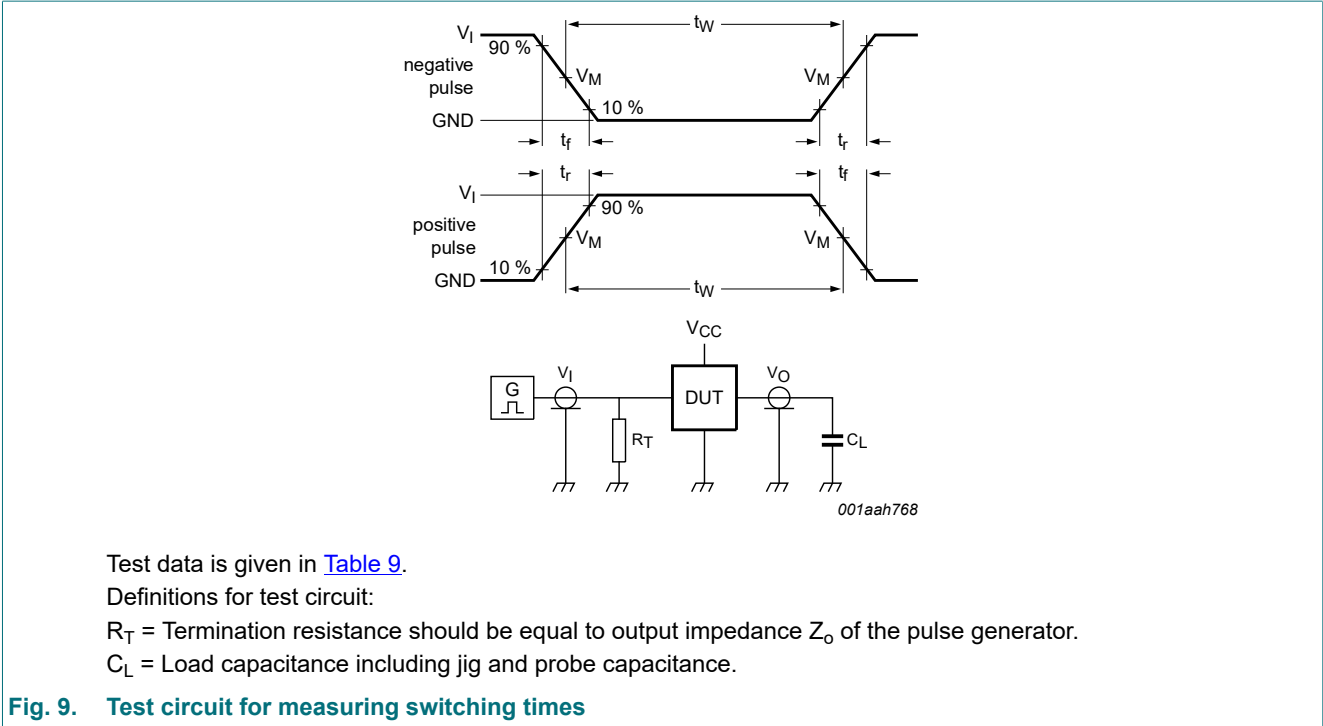 tW
VI
90 %
negative
pulse
VM
VM
10 %
GND
tf
tr
tr
tf
VI
90 %
positive
pulse
VM
VM
10 %
GND
tW
VCC
VI
VO
G
DUT
RT
CL
001aah768
Test data is given in Table 9.
Definitions for test circuit:
RT = Termination resistance should be equal to output impedance Zo of the pulse generator.
CL = Load capacitance including jig and probe capacitance.
Fig. 9. Test circuit for measuring switching times